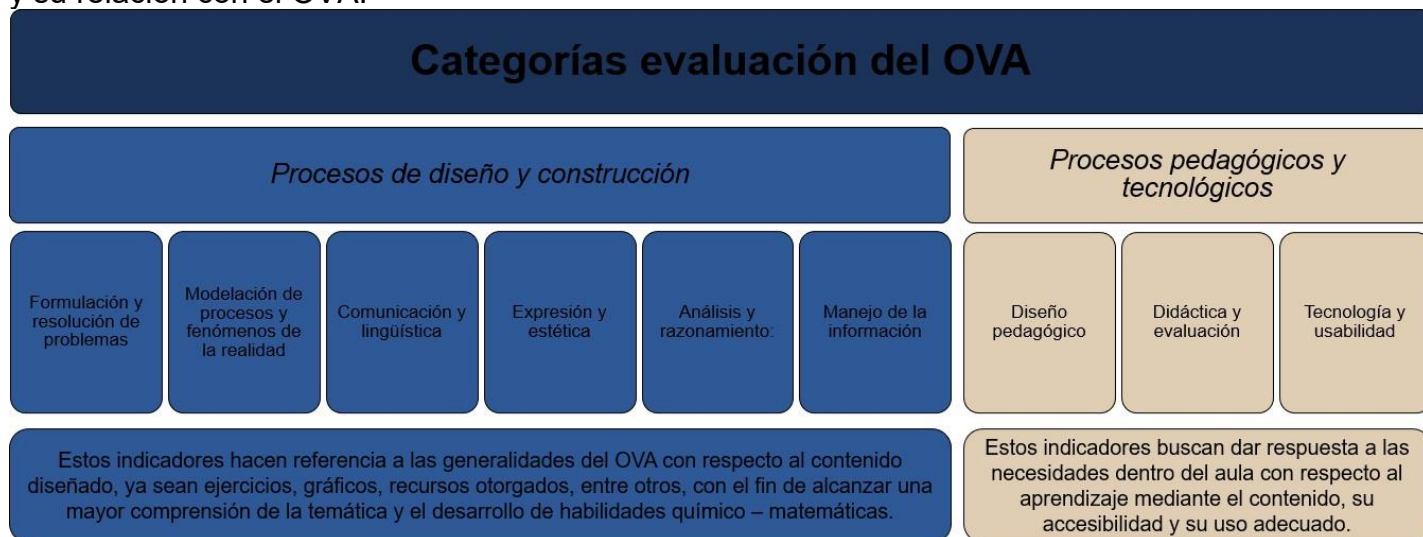 y su relación con el OVA.
Categorías evaluación del OVA
Procesos de diseño y construcción
Procesos pedagógicos y
tecnológicos
Formulación y
resolución de
problemas
Modelación de
procesos y
fenómenos de
la realidad
Comunicación y
lingüística
Expresión y
estética
Análisis y
razonamiento:
Manejo de la
información
Diseño
pedagógico
Didáctica y
evaluación
Tecnología y
usabilidad
Estos indicadores hacen referencia a las generalidades del OVA con respecto al contenido
diseñado, ya sean ejercicios, gráficos, recursos otorgados, entre otros, con el fin de alcanzar una
mayor comprensión de la temática y el desarrollo de habilidades químico – matemáticas.
Estos indicadores buscan dar respuesta a las
necesidades dentro del aula con respecto al
aprendizaje mediante el contenido, su
accesibilidad y su uso adecuado.